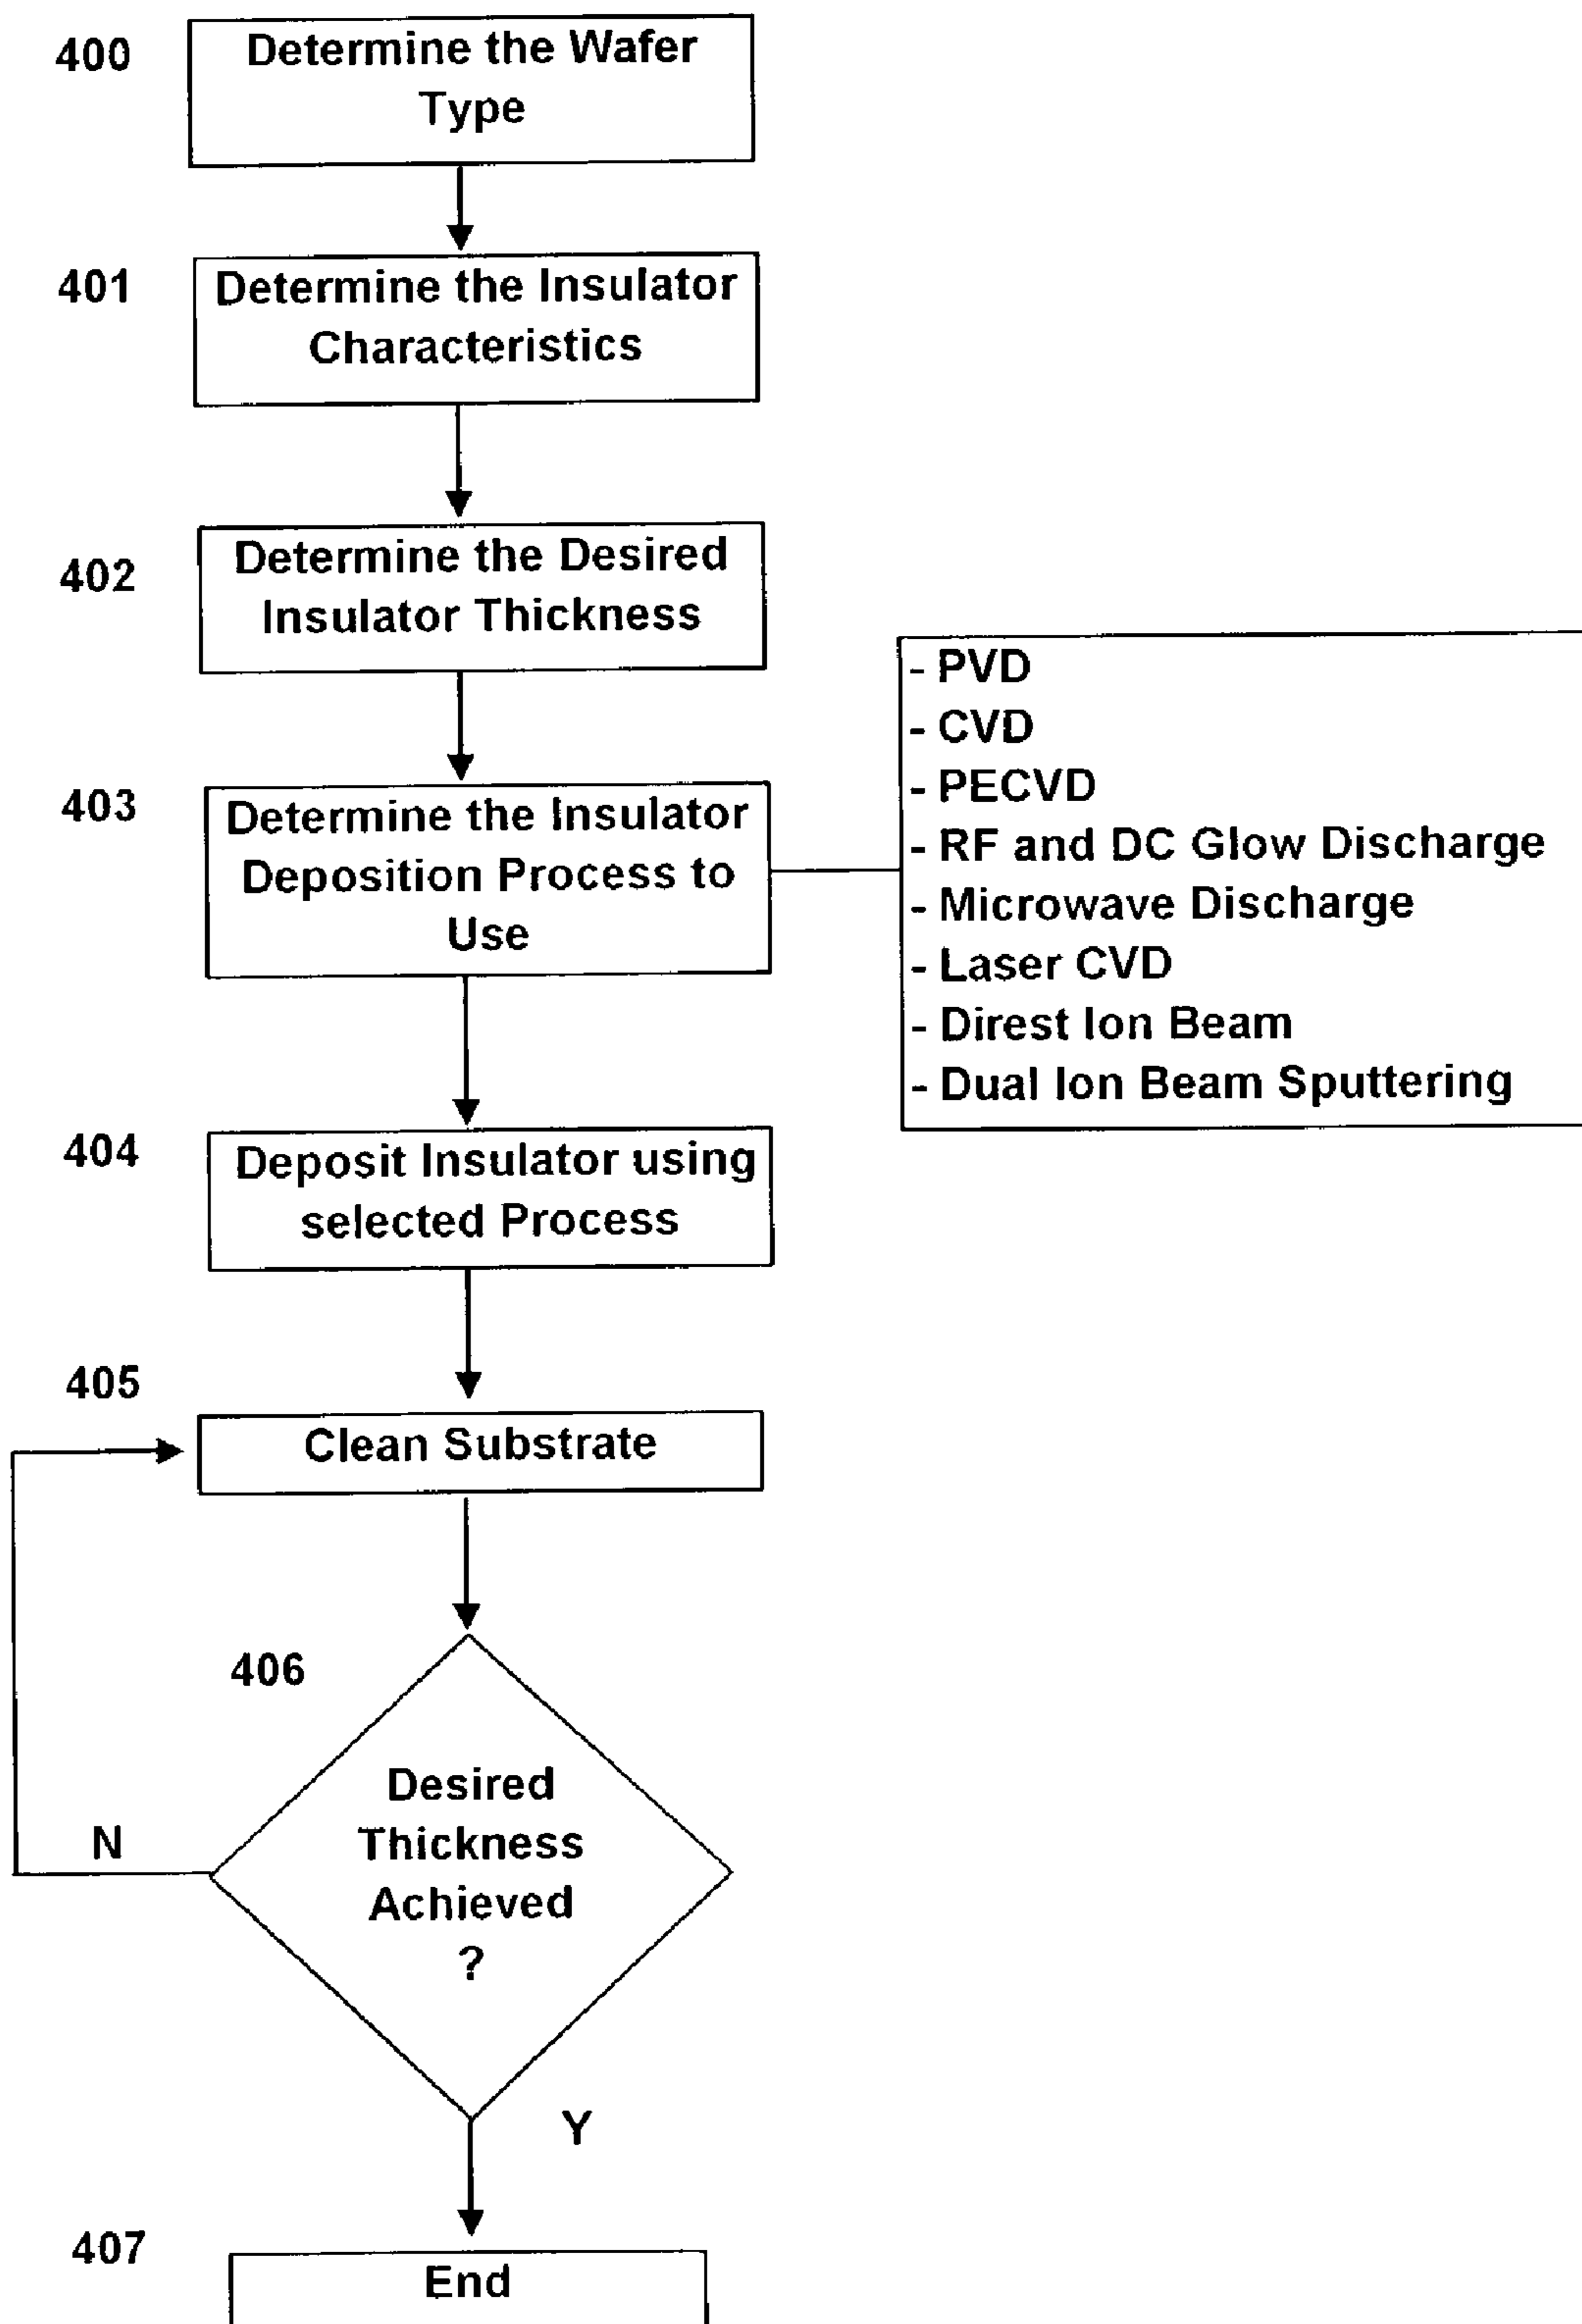 400
Determine the Wafer
Type
401
Determine the Insulator
Characteristics
402
Determine the Desired
Insulator Thickness
403
Determine the Insulator
Deposition Process to
Use
- PVD
- CVD
- PECVD
- RF and DC Glow Discharge
- Microwave Discharge
- Laser CVD
- Direst Ion Beam
- Dual Ion Beam Sputtering
404
Deposit Insulator using
selected Process
405
Clean Substrate
406
Desired
Thickness
Achieved
?
N
Y
407
End